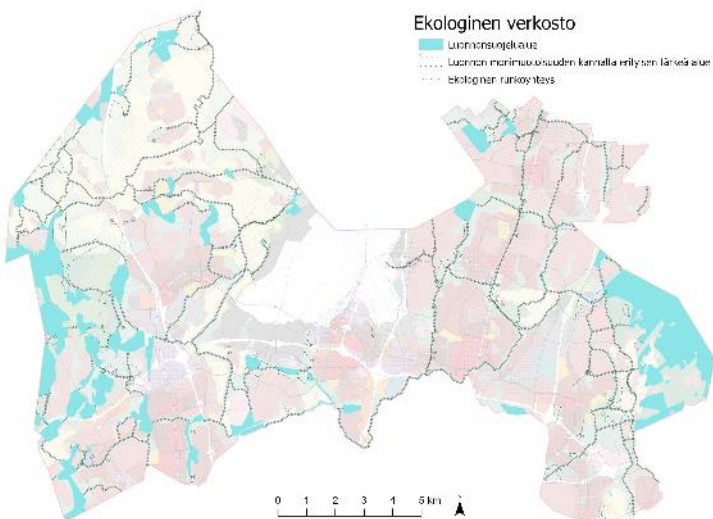 Ekologinen verkosto
Luonnonsuojelualue
Luonnon monimuotoisuuden kannalta erityisen tärkeä alue
Ekologinen runkoyhteys
0 1 2 3 4 5 km